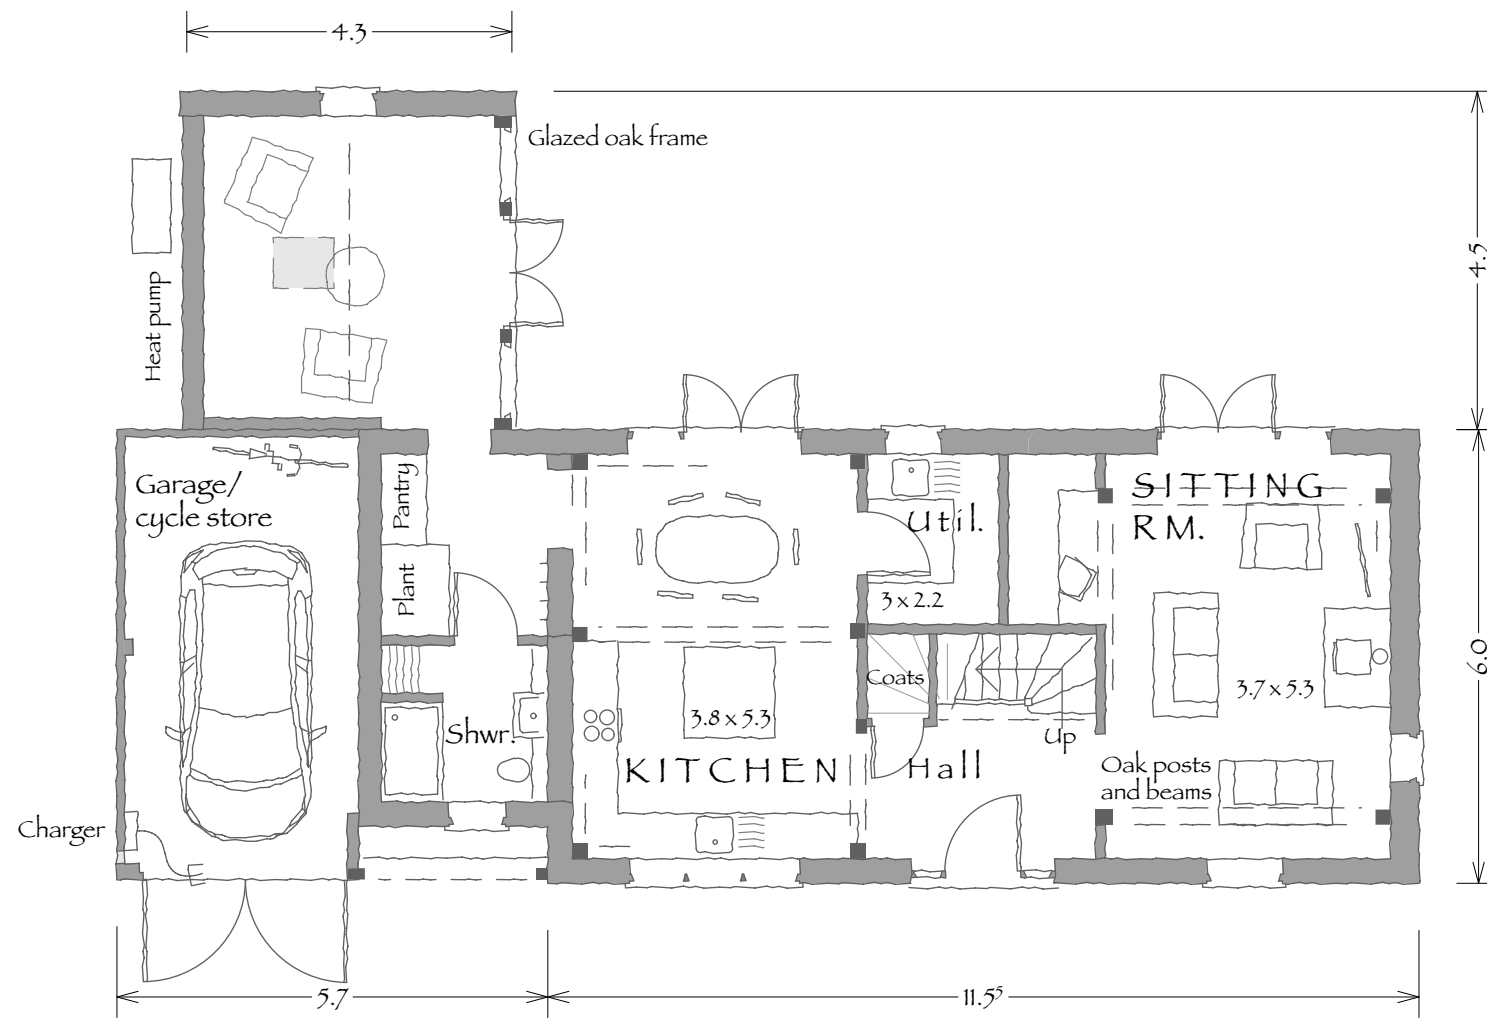 4.3
Glazed oak frame
4.5
Heat pump
Garage/
cycle store
Pantry
Plant
SITTING
RM.
Util.
3 x 2.2
6.0
Coats
3.7 x 5.3
3.8 x 5.3
Shwr.
Up
KITCHEN
Hall
Oak posts
and beams
Charger
5.7
11.5⁵